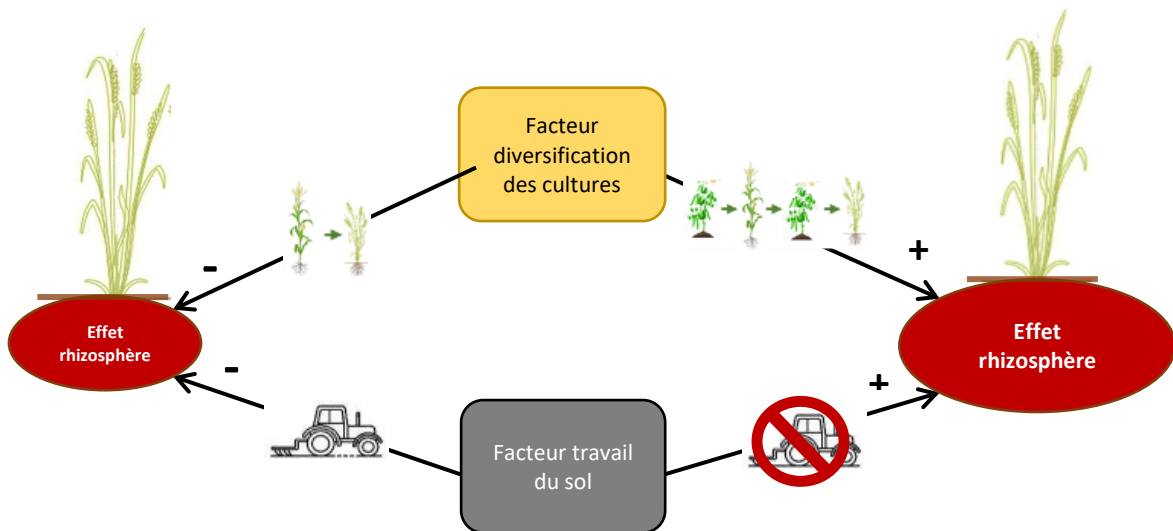 Facteur
diversification
des cultures
-
+
Effet
rhizosphère
Effet
rhizosphère
-
+
Facteur travail
du sol